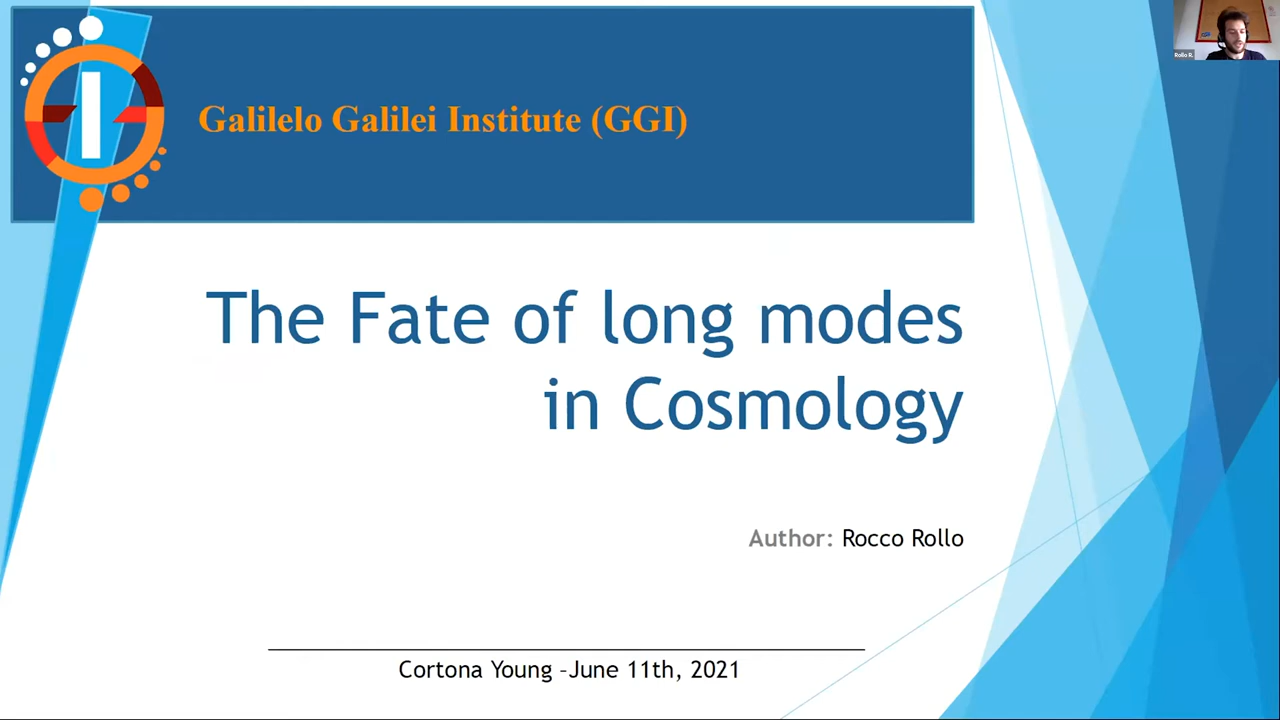 Galilelo Galilei Institute (GGI)
The Fate of long modes
in Cosmology
Author: Rocco Rollo
Cortona Young –June 11th, 2021
Rollo R.